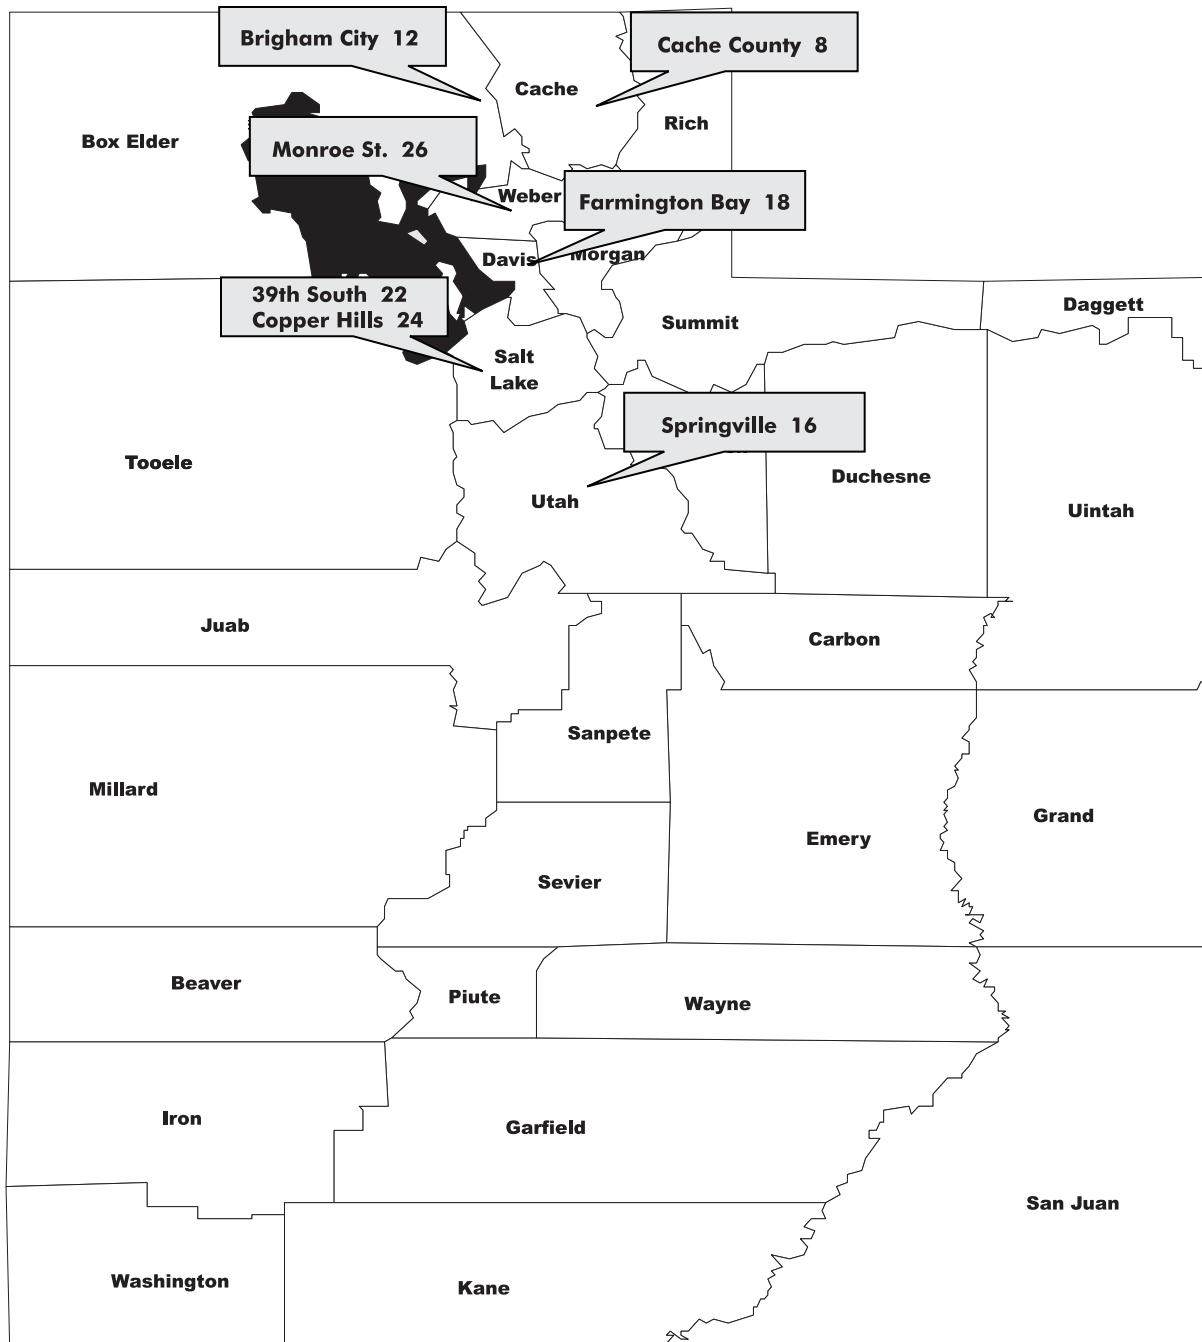 Brigham City 12
Cache County 8
Cache
Rich
Box Elder
Monroe St. 26
Weber
Farmington Bay 18
Davis
Morgan
39th South 22
Copper Hills 24
Daggett
Summit
Salt
Lake
Springville 16
Tooele
Duchesne
Utah
Uintah
Juab
Carbon
Sanpete
Millard
Grand
Emery
Sevier
Beaver
Piute
Wayne
Iron
Garfield
San Juan
Washington
Kane